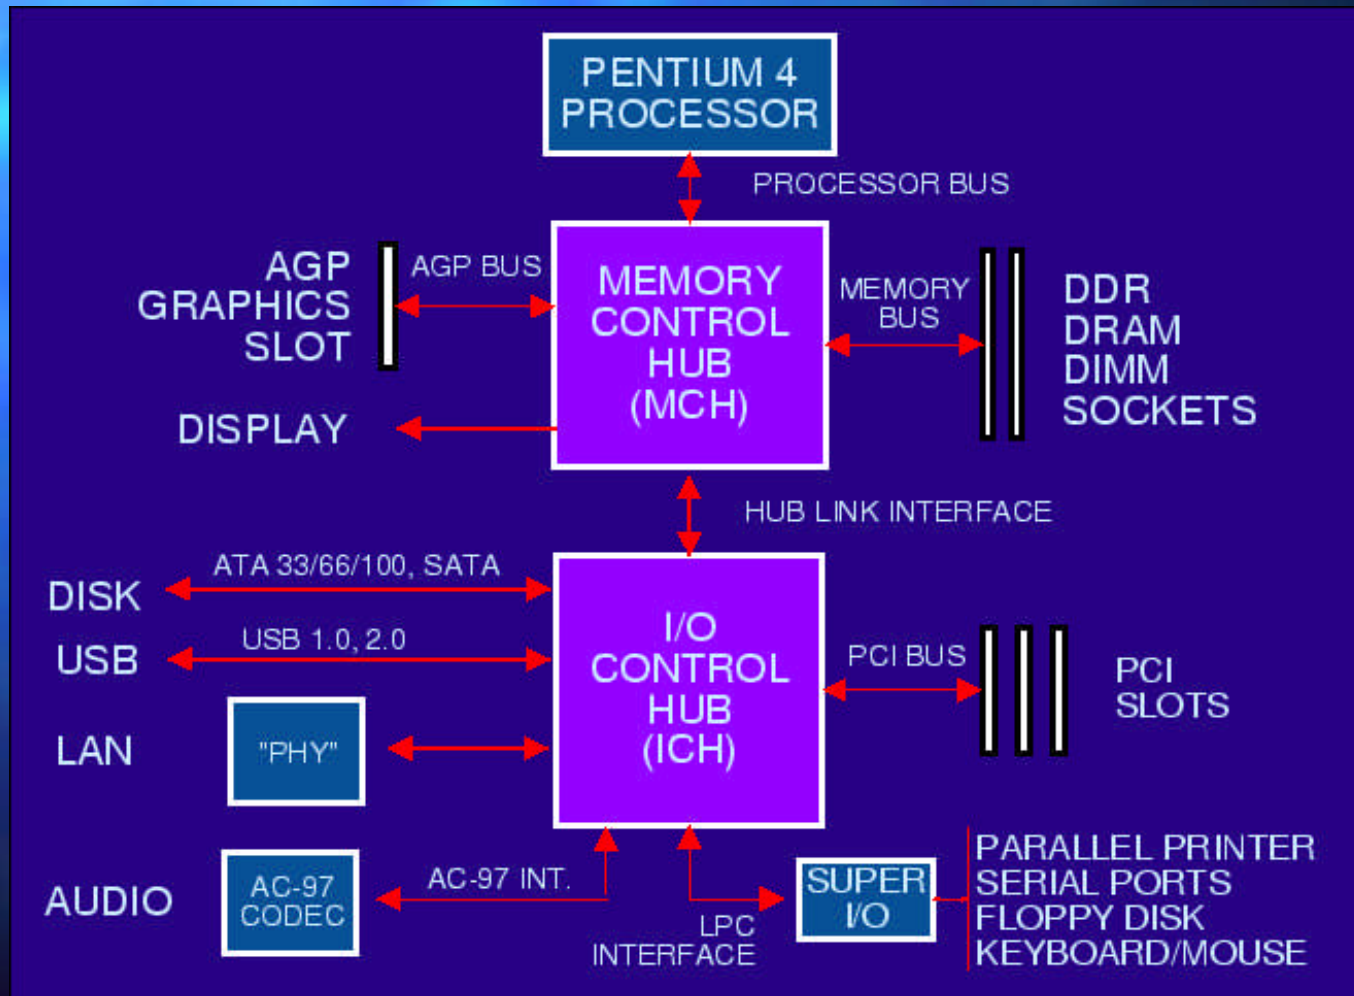 PENTIUM 4
PROCESSOR
PROCESSOR BUS
AGP
GRAPHICS
SLOT
AGP BUS
MEMORY
CONTROL
HUB
(MCH)
MEMORY
BUS
DDR
DRAM
DIMM
SOCKETS
DISPLAY
HUB LINK INTERFACE
DISK
ATA 33/66/100, SATA
USB
USB 1.0, 2.0
LAN
"PHY"
I/O
CONTROL
HUB
(ICH)
PCI BUS
PCI
SLOTS
AUDIO
AC-97
CODEC
AC-97 INT.
LPC
INTERFACE
SUPER
I/O
PARALLEL PRINTER
SERIAL PORTS
FLOPPY DISK
KEYBOARD/MOUSE